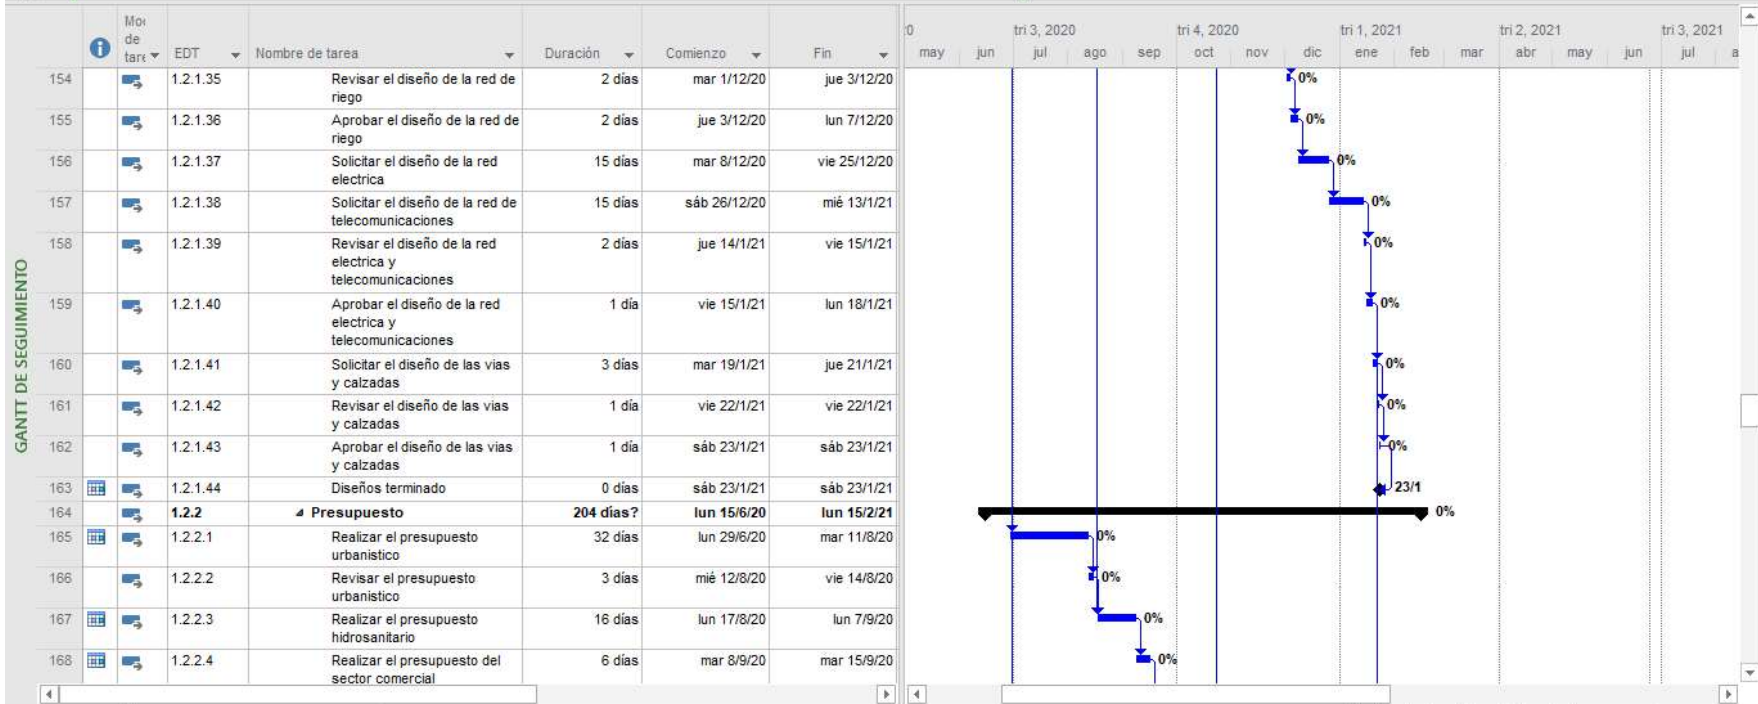 Moc
de
tare EDT Nombre de tarea Duración Comienzo Fin
tri 3, 2020 tri 4, 2020 tri 1, 2021 tri 2, 2021 tri 3, 2021
may jun jul ago sep oct nov dic ene feb mar abr may jun jul a
GANTT DE SEGUIMIENTO
154 1.2.1.35 Revisar el diseño de la red de 2 días mar 1/12/20 jue 3/12/20 0%
riego
155 1.2.1.36 Aprobar el diseño de la red de 2 días jue 3/12/20 lun 7/12/20 0%
riego
156 1.2.1.37 Solicitar el diseño de la red 15 días mar 8/12/20 vie 25/12/20 0%
electrica
157 1.2.1.38 Solicitar el diseño de la red de 15 días sáb 26/12/20 mié 13/1/21 0%
telecomunicaciones
158 1.2.1.39 Revisar el diseño de la red 2 días jue 14/1/21 vie 15/1/21 0%
electrica y
telecomunicaciones
159 1.2.1.40 Aprobar el diseño de la red 1 día vie 15/1/21 lun 18/1/21 0%
electrica y
telecomunicaciones
160 1.2.1.41 Solicitar el diseño de las vias 3 días mar 19/1/21 jue 21/1/21 0%
y calzadas
161 1.2.1.42 Revisar el diseño de las vias 1 día vie 22/1/21 vie 22/1/21 0%
y calzadas
162 1.2.1.43 Aprobar el diseño de las vias 1 día sáb 23/1/21 sáb 23/1/21 0%
y calzadas
163 1.2.1.44 Diseños terminado 0 días sáb 23/1/21 sáb 23/1/21 23/1
164 1.2.2 Presupuesto 204 días? lun 15/6/20 lun 15/2/21 0%
165 1.2.2.1 Realizar el presupuesto 32 días lun 29/6/20 mar 11/8/20 0%
urbanistico
166 1.2.2.2 Revisar el presupuesto 3 días mié 12/8/20 vie 14/8/20 0%
urbanistico
167 1.2.2.3 Realizar el presupuesto 16 días lun 17/8/20 lun 7/9/20 0%
hidrosanitario
168 1.2.2.4 Realizar el presupuesto del 6 días mar 8/9/20 mar 15/9/20 0%
sector comercial